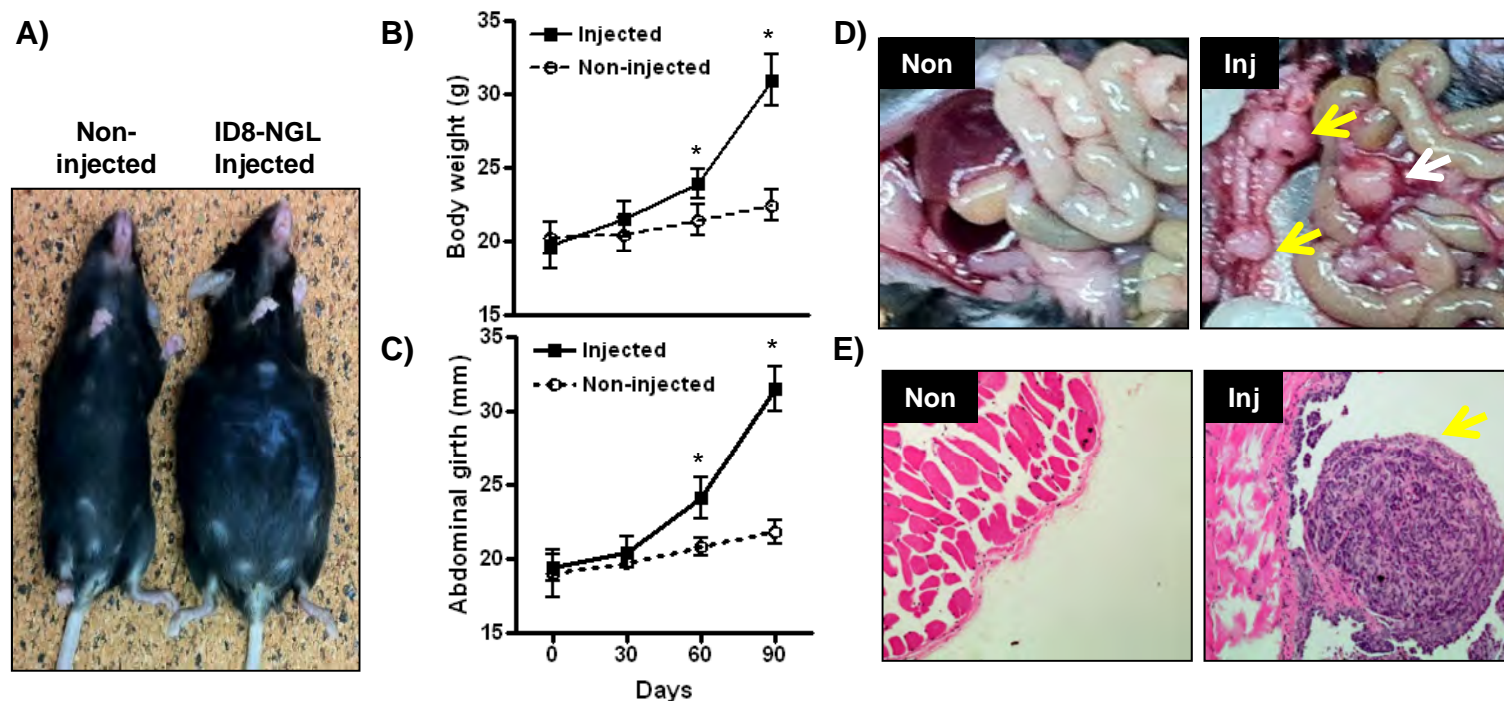 A)
Non-
injected
ID8-NGL
Injected
B)
Body weight (g)
35
30
25
20
15
Injected
Non-injected
*
*
C)
Abdominal girth (mm)
35
30
25
20
15
Injected
Non-injected
*
*
0 30 60 90
Days
D)
Non
Inj
E)
Non
Inj